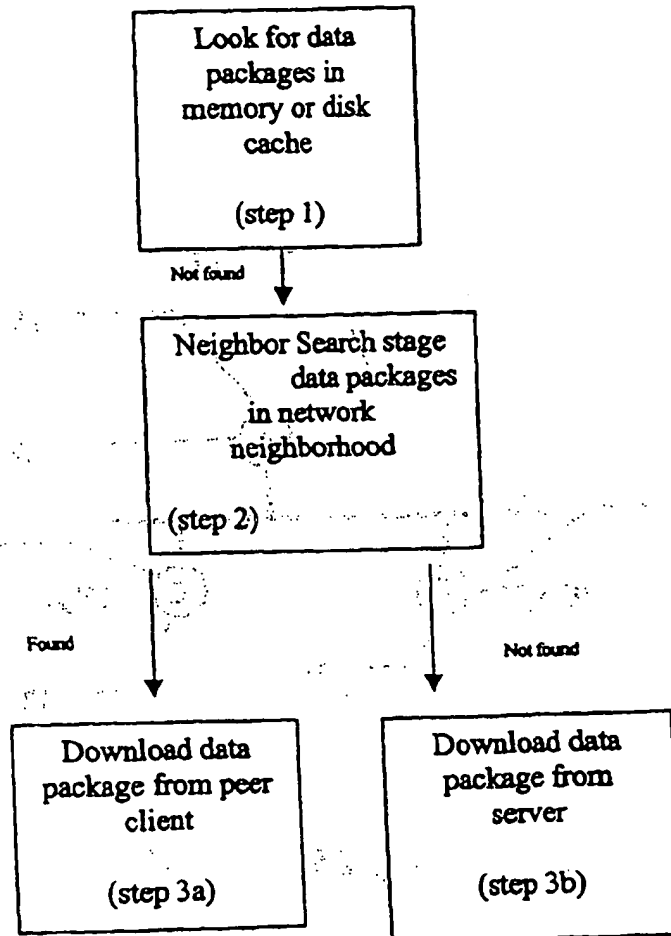 Look for data
packages in
memory or disk
cache
(step 1)
Not found
Neighbor Search stage
data packages
in network
neighborhood
(step 2)
Found
Not found
Download data
package from peer
client
(step 3a)
Download data
package from
server
(step 3b)